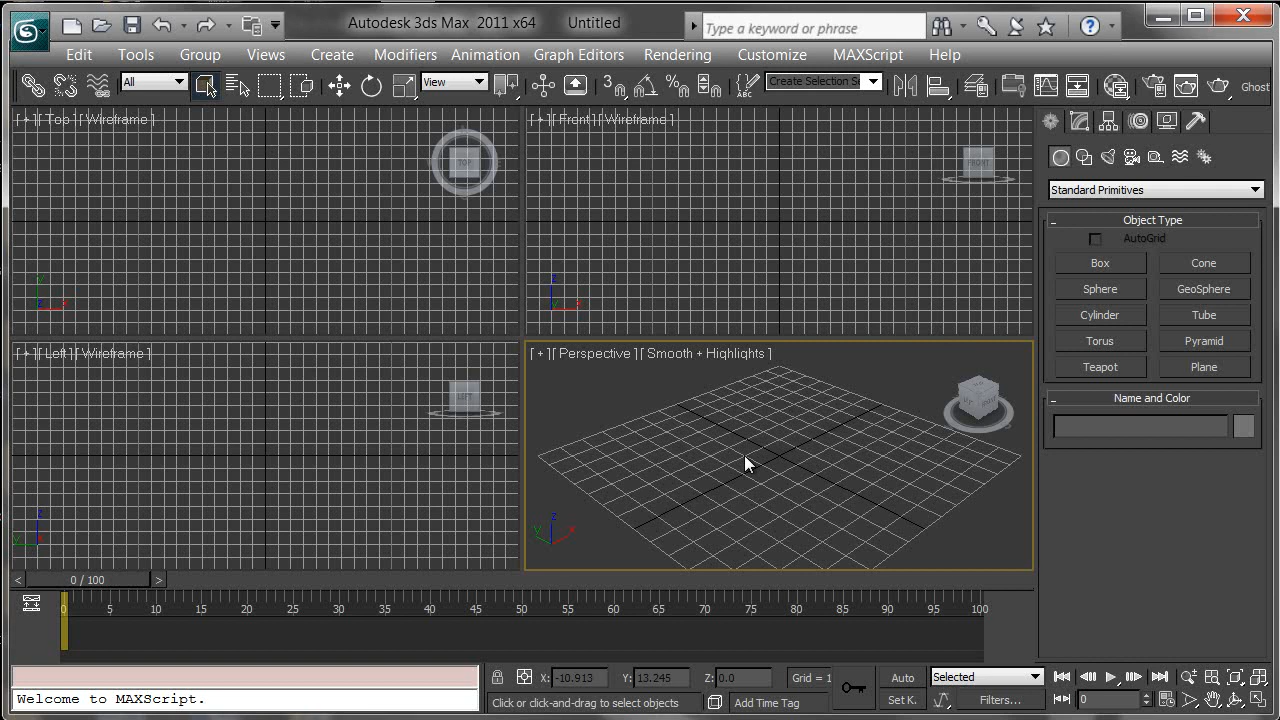 Autodesk 3ds Max 2011 x64 Untitled
Type a keyword or phrase
Edit Tools Group Views Create Modifiers Animation Graph Editors Rendering Customize MAXScript Help
All View Create Selection Se Ghost
[ + ][ Top ][ Wireframe ] [ + ][ Front ][ Wireframe ]
TOP FRONT
Standard Primitives
Object Type
AutoGrid
Box Cone
Sphere GeoSphere
Cylinder Tube
Torus Pyramid
Teapot Plane
Name and Color
y x z x
[ + ][ Left ][ Wireframe ] [ + ][ Perspective ][ Smooth + Highlights ]
LEFT
z y z y x
< 0 / 100 >
0 5 10 15 20 25 30 35 40 45 50 55 60 65 70 75 80 85 90 95 100
X: -10.913 Y: 13.245 Z: 0.0 Grid = 1 Auto Selected
Welcome to MAXScript. Click or click-and-drag to select objects Add Time Tag Set K. Filters... 0